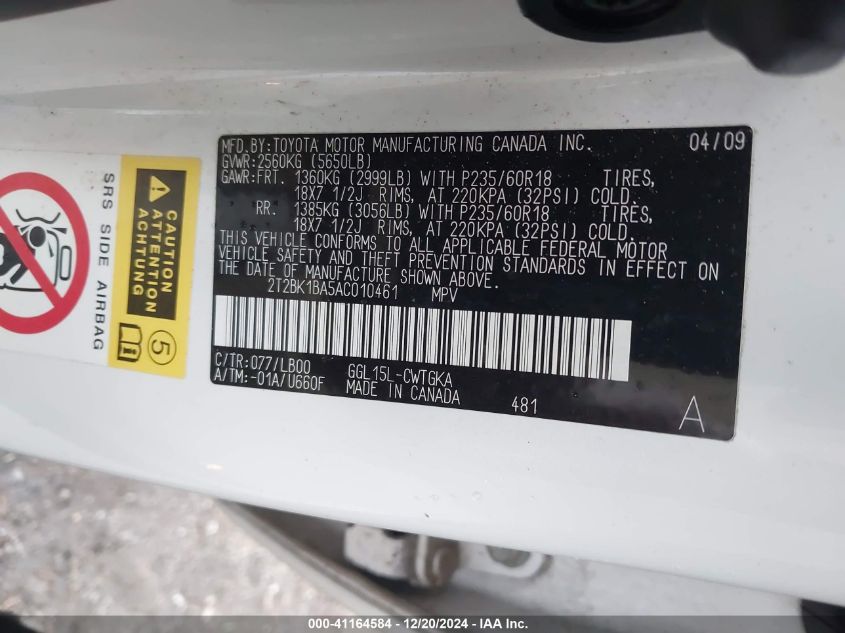 MFD.BY:TOYOTA MOTOR MANUFACTURING CANADA INC. 04/09
GVWR:2560KG (5650LB)
GAWR:FRT. 1360KG (2999LB) WITH P235/60R18 TIRES,
18X7 1/2J RIMS, AT 220KPA (32PSI) COLD.
RR. 1385KG (3056LB) WITH P235/60R18 TIRES,
18X7 1/2J RIMS, AT 220KPA (32PSI) COLD.
THIS VEHICLE CONFORMS TO ALL APPLICABLE FEDERAL MOTOR
VEHICLE SAFETY AND THEFT PREVENTION STANDARDS IN EFFECT ON
THE DATE OF MANUFACTURE SHOWN ABOVE.
2T2BK1BA5AC010461 MPV
C/TR:077/LB00 GGL15L-CWTGKA
A/TM:-01A/U660F MADE IN CANADA
481
A
SRS SIDE AIRBAG
CAUTION
ATTENTION
ACHTUNG
5
000-41164584 - 12/20/2024 - IAA Inc.